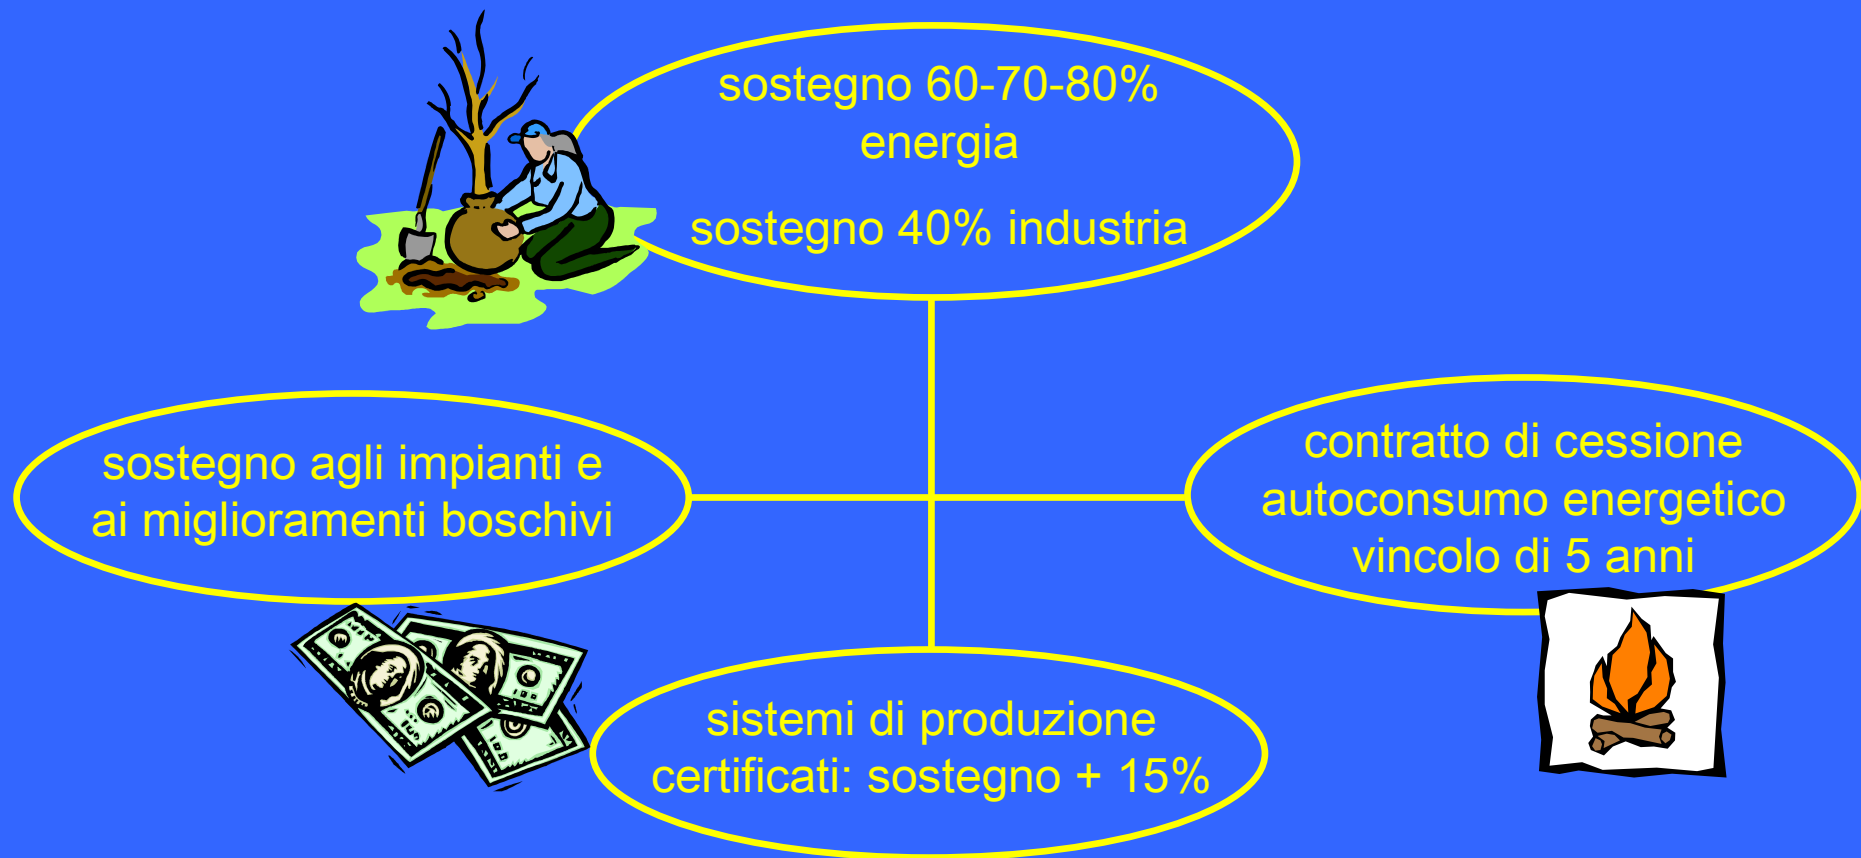 sostegno 60-70-80%
energia
sostegno 40% industria
sostegno agli impianti e
ai miglioramenti boschivi
contratto di cessione
autoconsumo energetico
vincolo di 5 anni
sistemi di produzione
certificati: sostegno + 15%